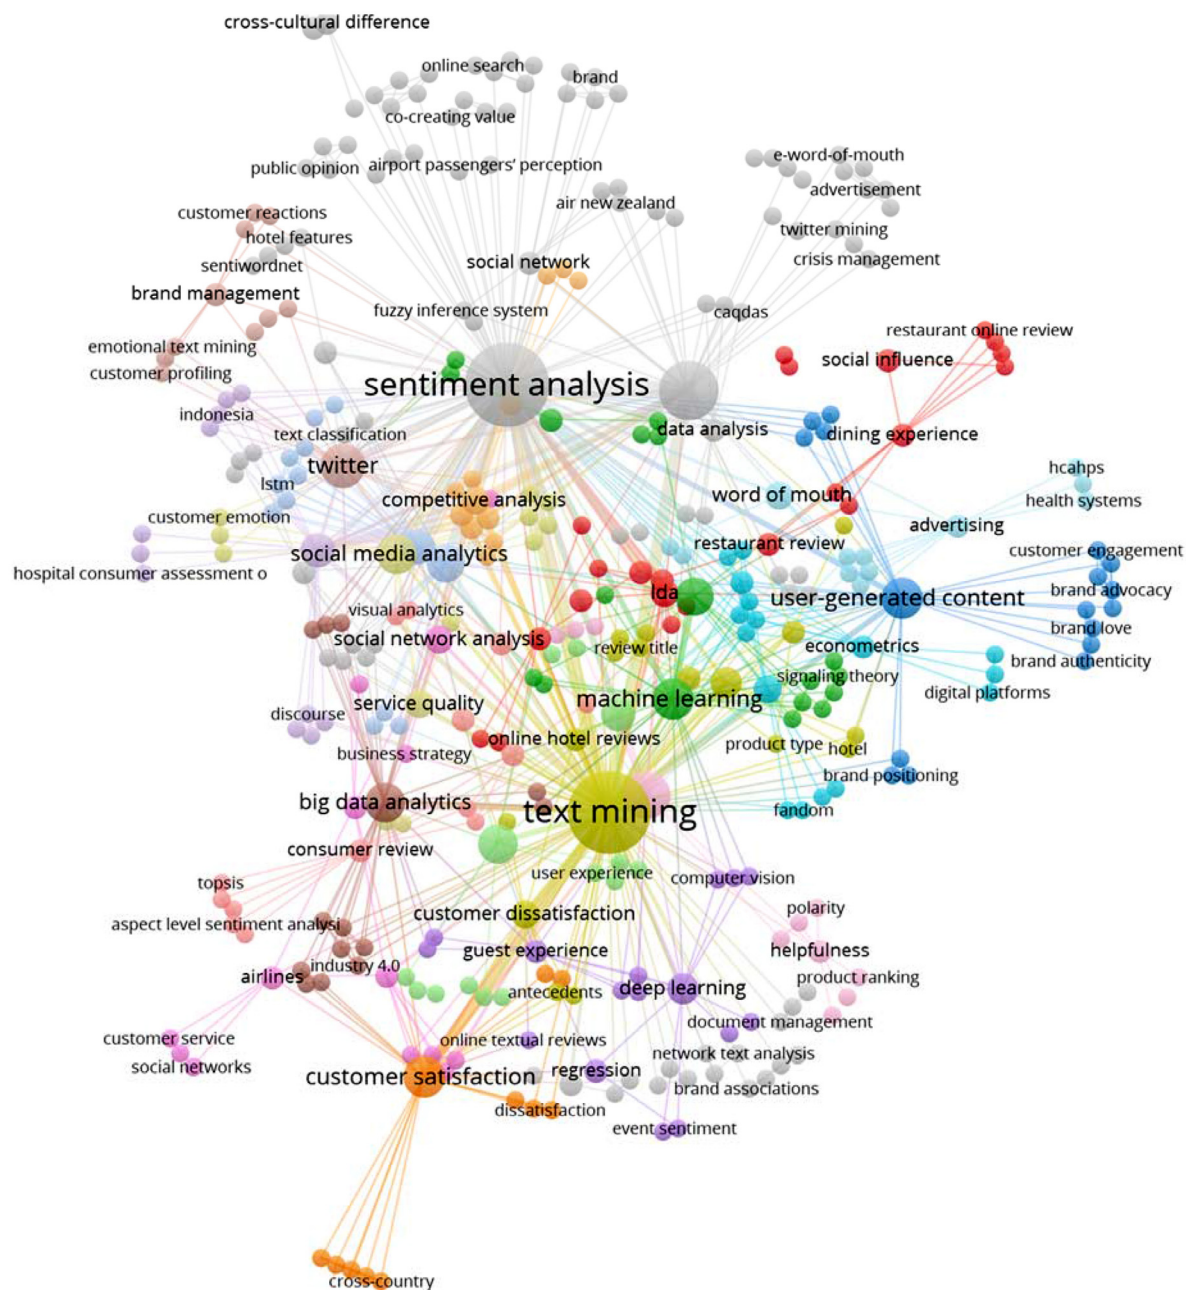 cross-cultural difference
online search
brand
co-creating value
e-word-of-mouth
public opinion
airport passengers' perception
advertisement
air new zealand
customer reactions
twitter mining
hotel features
crisis management
sentiwordnet
social network
brand management
fuzzy inference system
caqdas
restaurant online review
emotional text mining
social influence
customer profiling
sentiment analysis
indonesia
text classification
data analysis
dining experience
twitter
hcahps
lstm
competitive analysis
word of mouth
health systems
customer emotion
advertising
social media analytics
restaurant review
customer engagement
hospital consumer assessment o
lda
user-generated content
brand advocacy
visual analytics
brand love
social network analysis
review title
econometrics
brand authenticity
signaling theory
digital platforms
service quality
machine learning
discourse
online hotel reviews
product type
hotel
business strategy
brand positioning
big data analytics
text mining
fandom
consumer review
user experience
computer vision
topsis
customer dissatisfaction
polarity
aspect level sentiment analysi
guest experience
helpfulness
industry 4.0
airlines
antecedents
deep learning
product ranking
document management
customer service
online textual reviews
network text analysis
social networks
customer satisfaction
regression
brand associations
dissatisfaction
event sentiment
cross-country